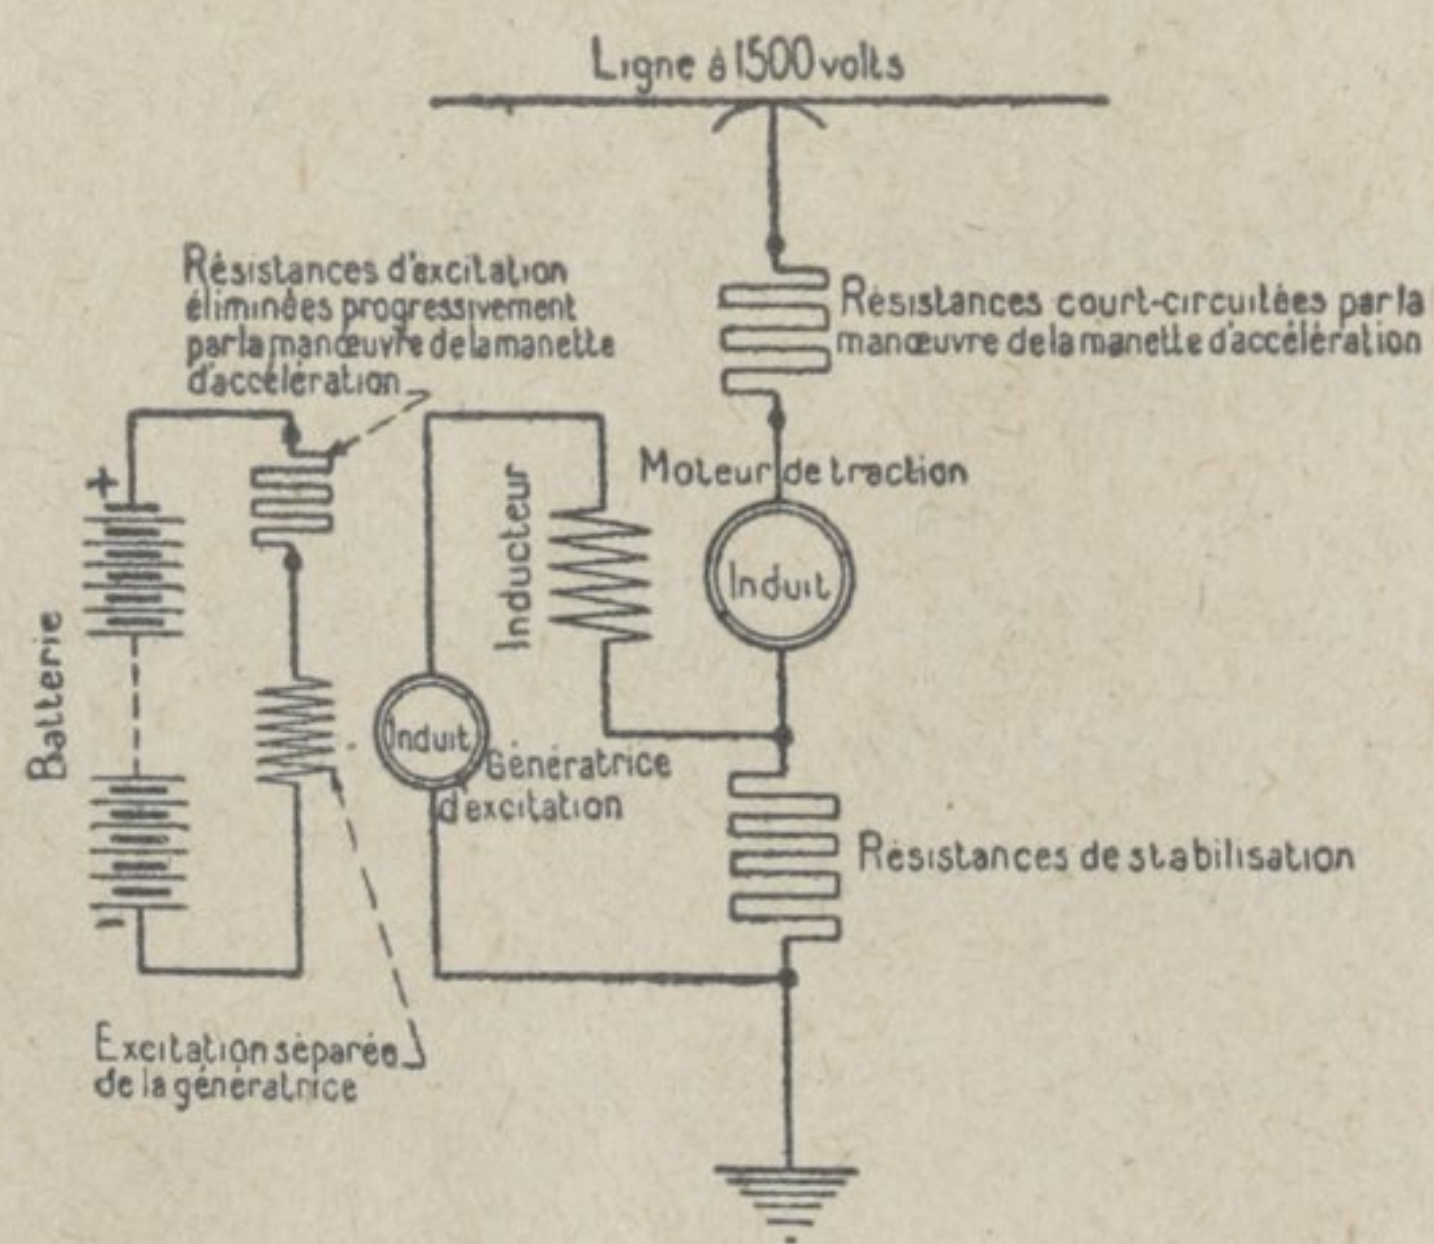 Ligne à 1500 volts
Résistances d'excitation
éliminées progressivement
par la manœuvre de la manette
d'accélération
Résistances court-circuitées par la
manœuvre de la manette d'accélération
Moteur de traction
+
Inducteur
Induit
Batterie
Induit
Génératrice
d'excitation
Résistances de stabilisation
-
Excitation séparée
de la génératrice